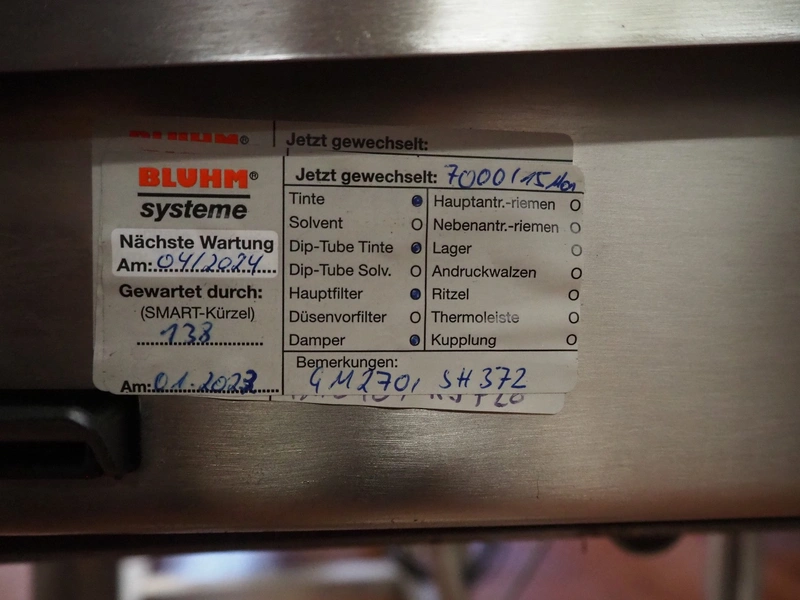 Jetzt gewechselt:
BLUHM®
systeme
Nächste Wartung
Am: 04/2024
Gewartet durch:
(SMART-Kürzel)
138
Am: 01.2023
Jetzt gewechselt: 7000/15 Mon
Tinte
Solvent
Dip-Tube Tinte
Dip-Tube Solv.
Hauptfilter
Düsenvorfilter
Damper
Hauptantr.-riemen
Nebenantr.-riemen
Lager
Andruckwalzen
Ritzel
Thermoleiste
Kupplung
Bemerkungen:
GM270, SH372